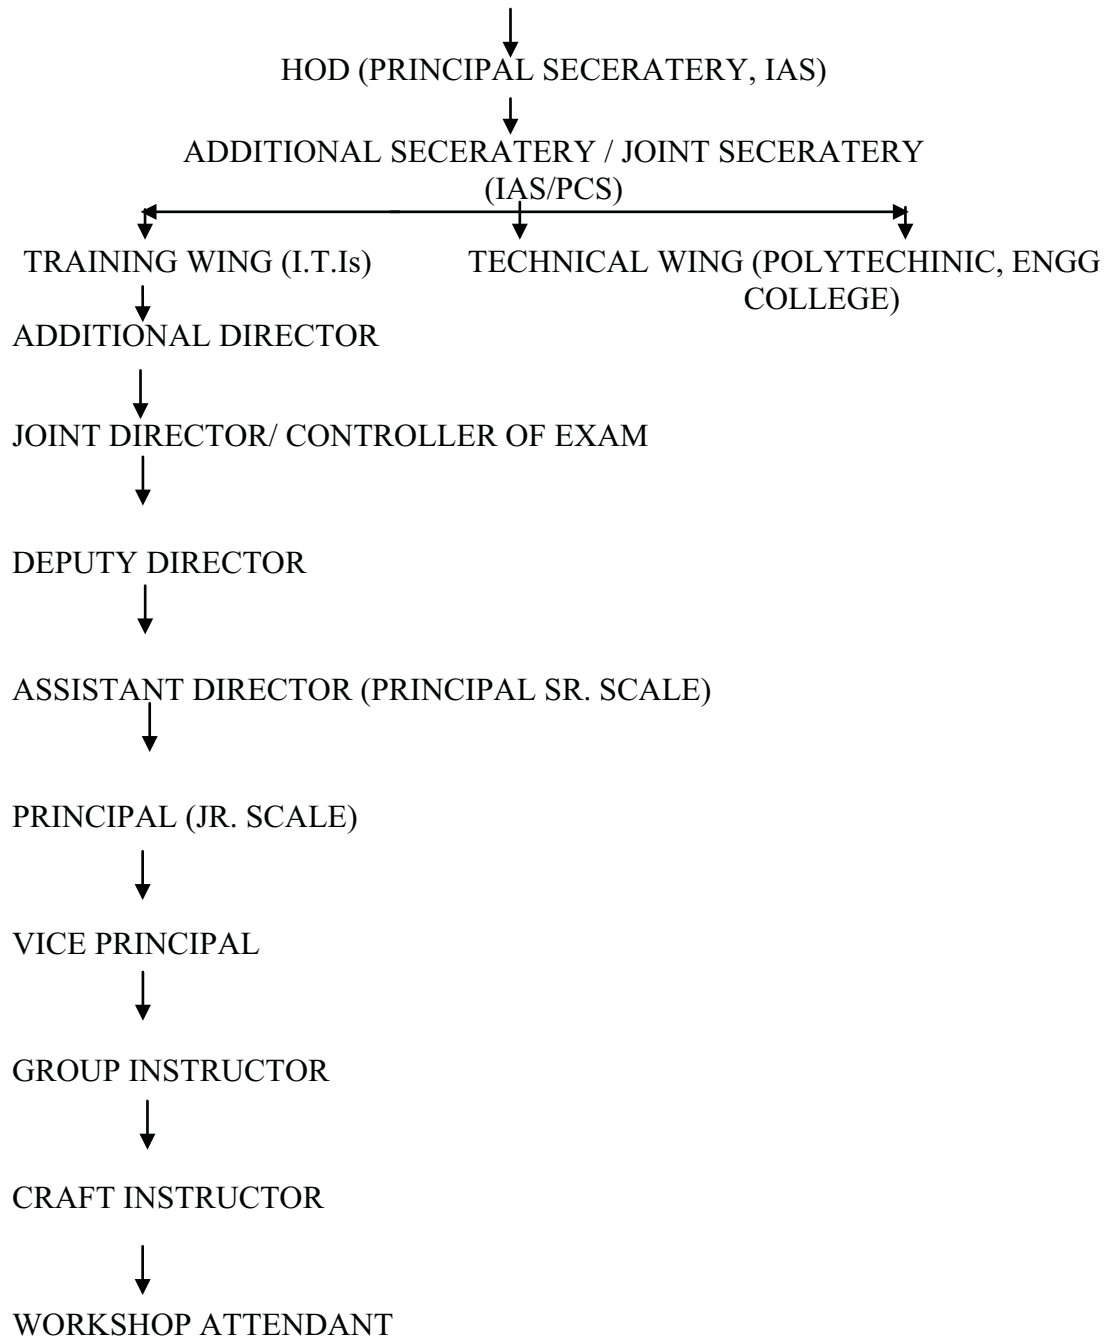 HOD (PRINCIPAL SECERATERY, IAS)
ADDITIONAL SECERATERY / JOINT SECERATERY
(IAS/PCS)
TRAINING WING (I.T.Is) TECHNICAL WING (POLYTECHINIC, ENGG
COLLEGE)
ADDITIONAL DIRECTOR
JOINT DIRECTOR/ CONTROLLER OF EXAM
DEPUTY DIRECTOR
ASSISTANT DIRECTOR (PRINCIPAL SR. SCALE)
PRINCIPAL (JR. SCALE)
VICE PRINCIPAL
GROUP INSTRUCTOR
CRAFT INSTRUCTOR
WORKSHOP ATTENDANT